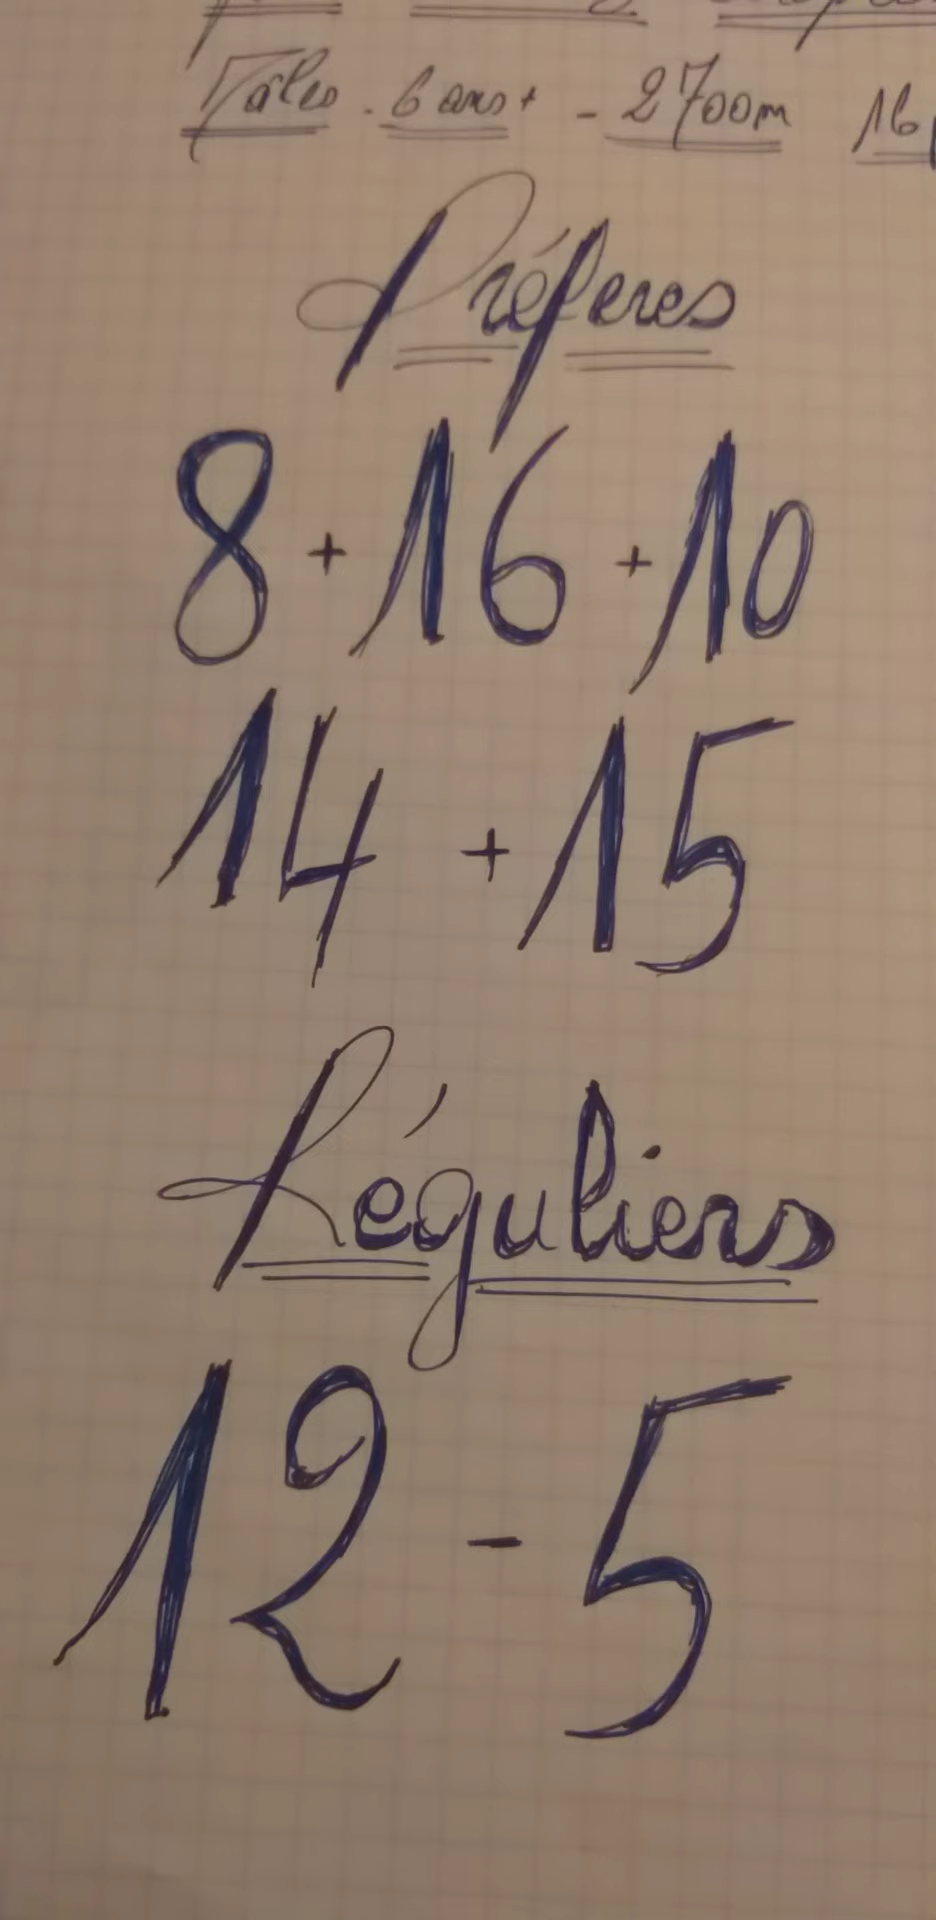 Mâles - 6 ans + - 2700m 16
Préférés
8 + 16 + 10
14 + 15
Réguliers
12 - 5